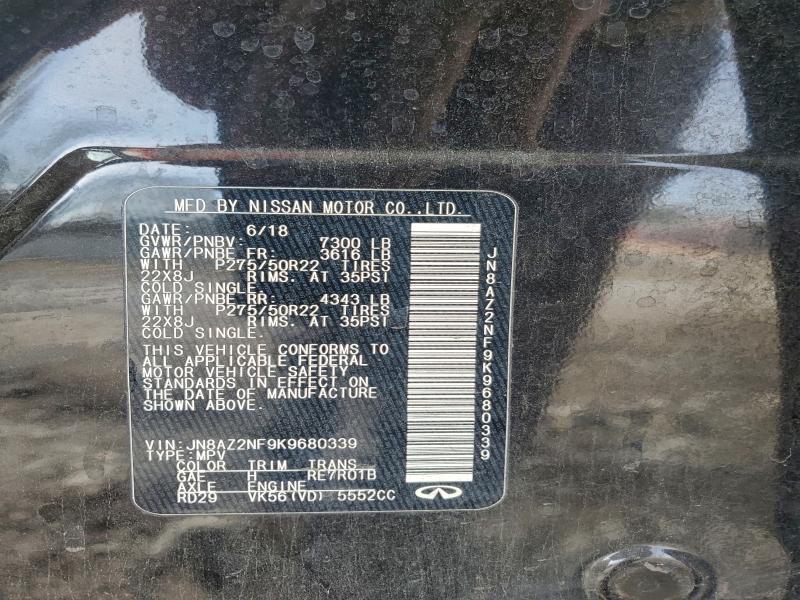 MFD BY NISSAN MOTOR CO.,LTD.
DATE: 6/18
GVWR/PNBV: 7300 LB
GAWR/PNBE FR: 3616 LB
WITH P275/50R22 TIRES
22X8J RIMS. AT 35PSI
COLD SINGLE.
GAWR/PNBE RR: 4343 LB
WITH P275/50R22 TIRES
22X8J RIMS. AT 35PSI
COLD SINGLE.
THIS VEHICLE CONFORMS TO
ALL APPLICABLE FEDERAL
MOTOR VEHICLE SAFETY
STANDARDS IN EFFECT ON
THE DATE OF MANUFACTURE
SHOWN ABOVE.
VIN:JN8AZ2NF9K9680339
TYPE:MPV
COLOR TRIM TRANS
GAE H RE7R01B
AXLE ENGINE
RD29 VK56(VD) 5552CC
JN8AZ2NF9K9680339